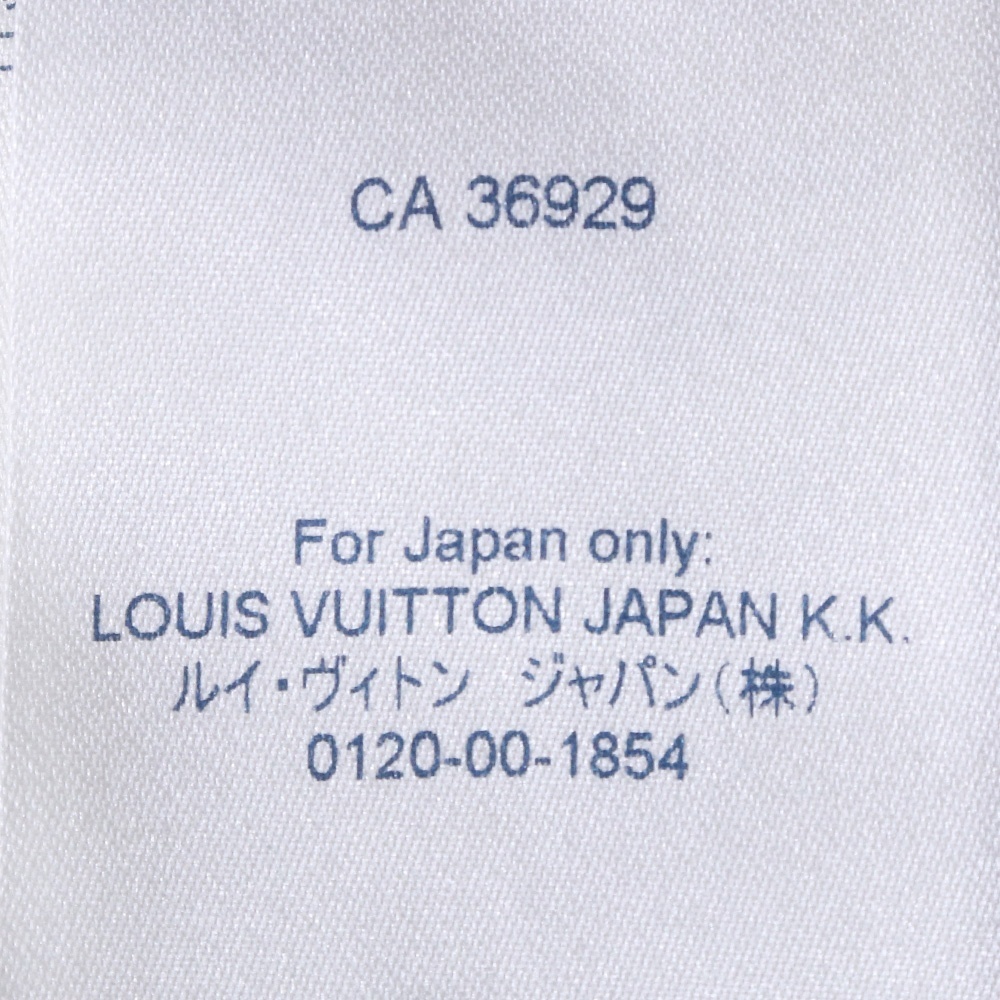 CA 36929
For Japan only:
LOUIS VUITTON JAPAN K.K.
ルイ・ヴィトン　ジャパン(株)
0120-00-1854